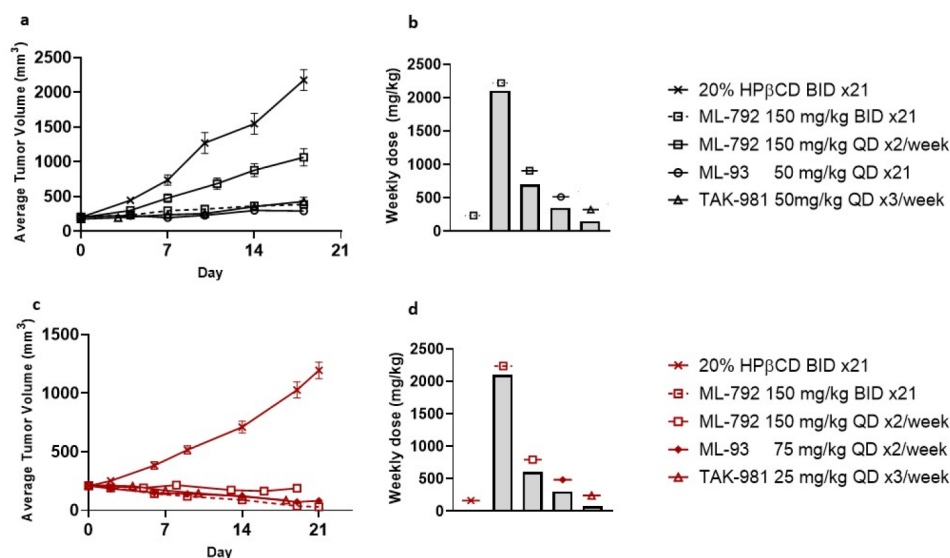 a
Average Tumor Volume (mm³)
2500
2000
1500
1000
500
0
0
7
14
21
Day
b
Weekly dose (mg/kg)
2500
2000
1500
1000
500
0
20% HPβCD BID x21
ML-792 150 mg/kg BID x21
ML-792 150 mg/kg QD x2/week
ML-93 50 mg/kg QD x21
TAK-981 50mg/kg QD x3/week
c
Average Tumor Volume (mm³)
1500
1000
500
0
0
7
14
21
Day
d
Weekly dose (mg/kg)
2500
2000
1500
1000
500
0
20% HPβCD BID x21
ML-792 150 mg/kg BID x21
ML-792 150 mg/kg QD x2/week
ML-93 75 mg/kg QD x2/week
TAK-981 25 mg/kg QD x3/week